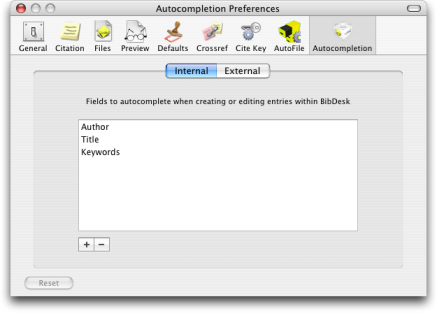 Autocompletion Preferences
General Citation Files Preview Defaults Crossref Cite Key AutoFile Autocompletion
Internal External
Fields to autocomplete when creating or editing entries within BibDesk
Author
Title
Keywords
+ −
Reset